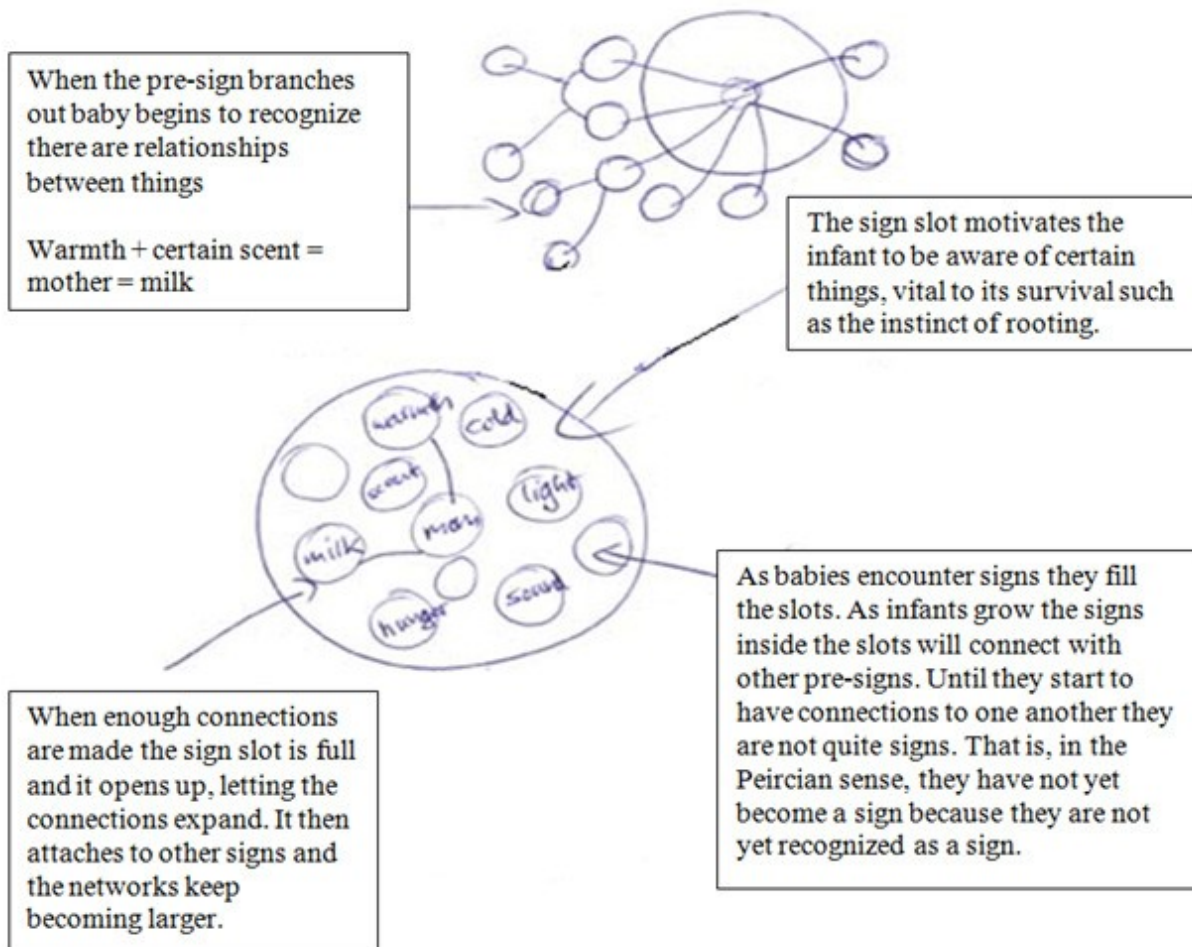 When the pre-sign branches
out baby begins to recognize
there are relationships
between things
Warmth + certain scent =
mother = milk
The sign slot motivates the
infant to be aware of certain
things, vital to its survival such
as the instinct of rooting.
warmth
cold
scent
light
mom
milk
sound
hunger
As babies encounter signs they fill
the slots. As infants grow the signs
inside the slots will connect with
other pre-signs. Until they start to
have connections to one another they
are not quite signs. That is, in the
Peircian sense, they have not yet
become a sign because they are not
yet recognized as a sign.
When enough connections
are made the sign slot is full
and it opens up, letting the
connections expand. It then
attaches to other signs and
the networks keep
becoming larger.